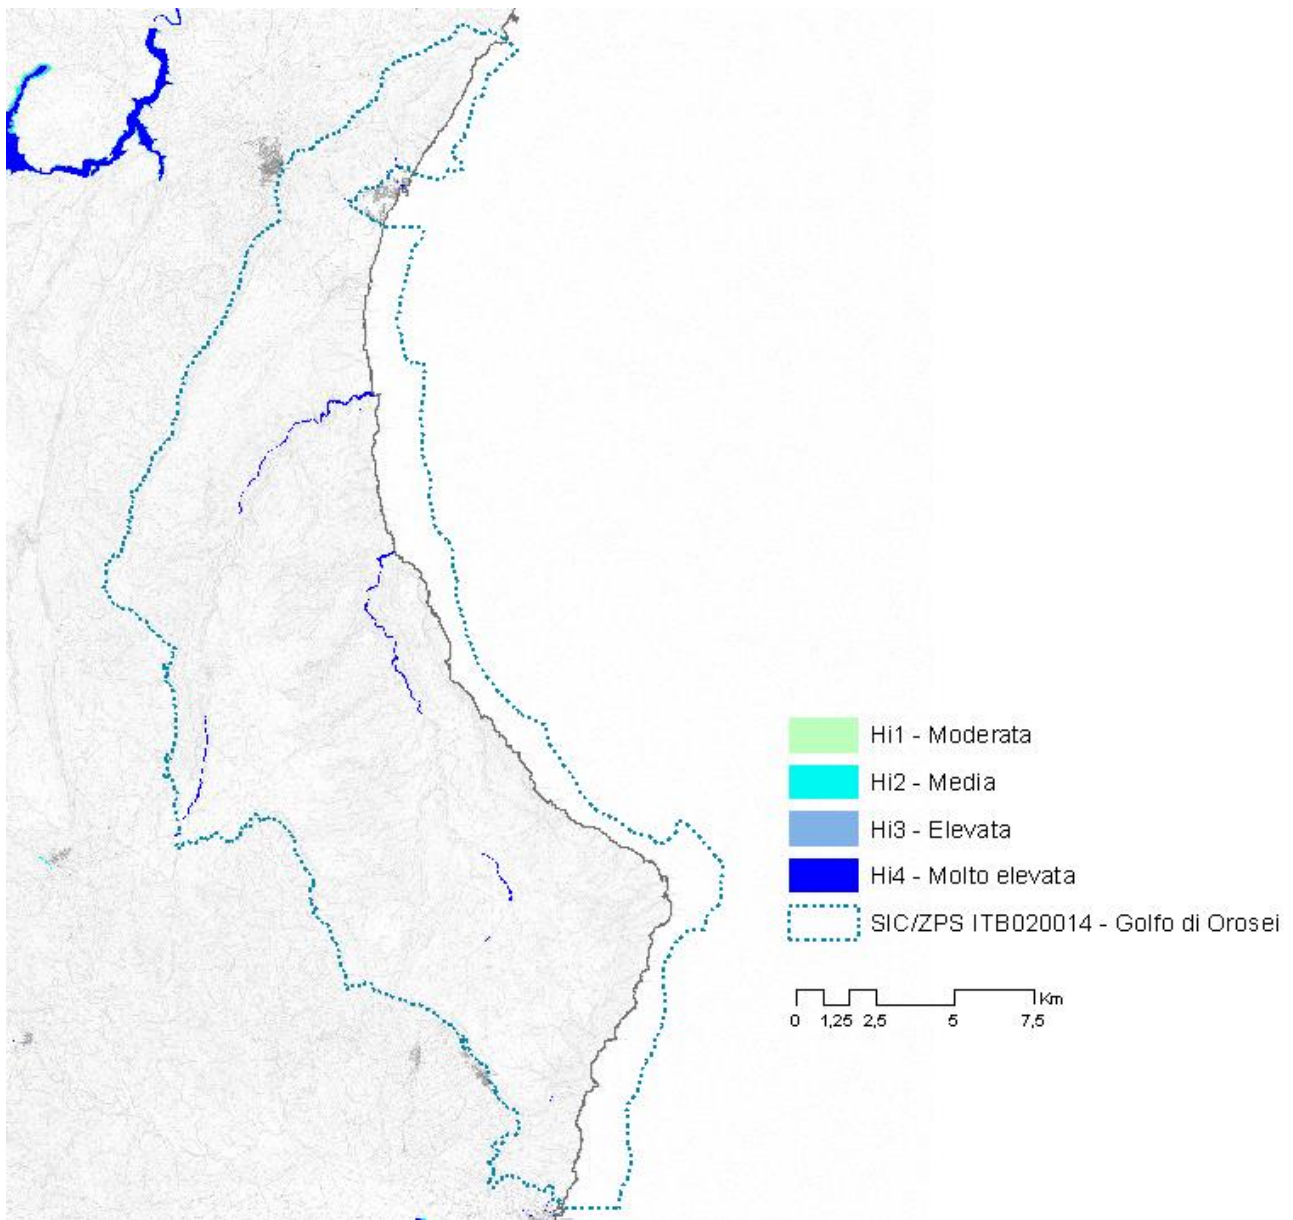 Hi1 - Moderata
Hi2 - Media
Hi3 - Elevata
Hi4 - Molto elevata
SIC/ZPS ITB020014 - Golfo di Orosei
Km
0 1,25 2,5 5 7,5